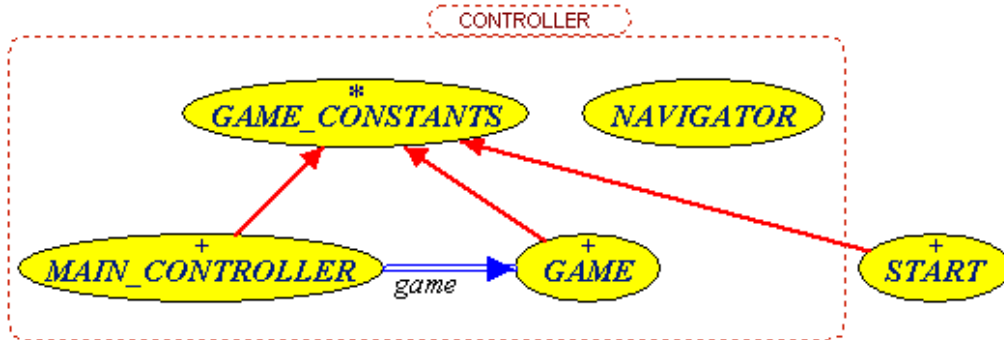 CONTROLLER
*
GAME_CONSTANTS
NAVIGATOR
+
MAIN_CONTROLLER
game
+
GAME
+
START